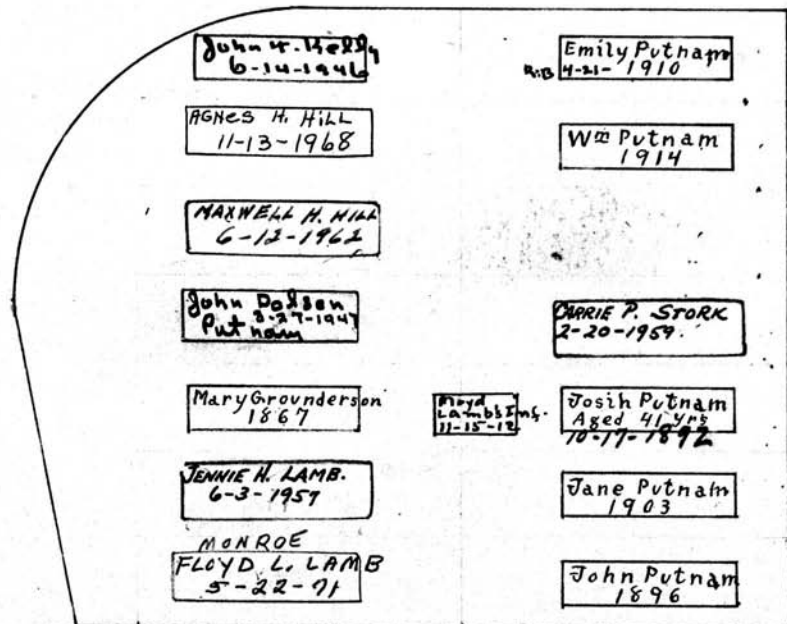 John H. Kelly
6-14-1946
AGNES H. HILL
11-13-1968
MAXWELL H. HILL
6-12-1962
John Dolsen
3-27-1947
Putnam
Mary Grounderson
1867
JENNIE H. LAMB.
6-3-1957
MONROE
FLOYD L. LAMB
5-22-71
Emily Putnam
4-21-1910
Wm Putnam
1914
CARRIE P. STORK
2-20-1959.
Floyd
Lamb's Inf.
11-15-12
Josih Putnam
Aged 41 Yrs
10-17-1892
Jane Putnam
1903
John Putnam
1896